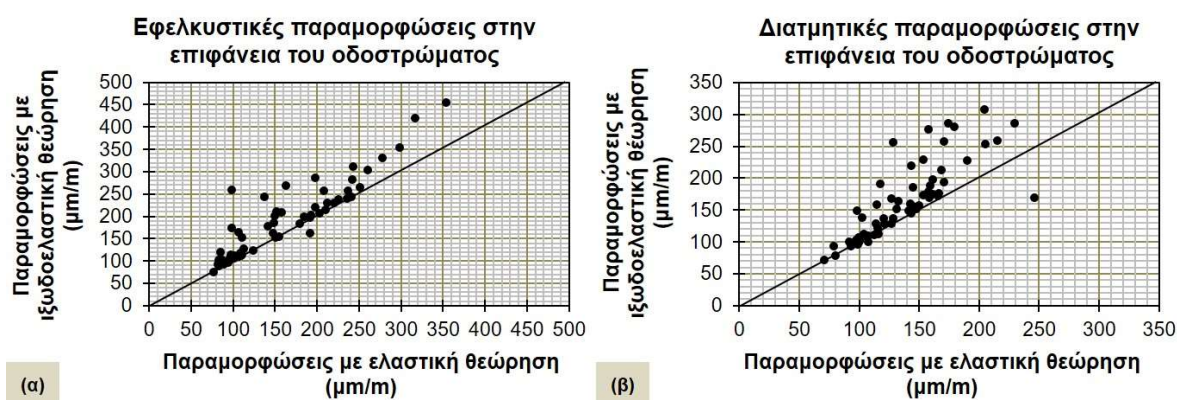 Εφελκυστικές παραμορφώσεις στην
επιφάνεια του οδοστρώματος
Παραμορφώσεις με
ιξωδοελαστική θεώρηση
(μm/m)
500
450
400
350
300
250
200
150
100
50
0
0 50 100 150 200 250 300 350 400 450 500
Παραμορφώσεις με ελαστική θεώρηση
(μm/m)
(α)
Διατμητικές παραμορφώσεις στην
επιφάνεια του οδοστρώματος
Παραμορφώσεις με
ιξωδοελαστική θεώρηση
(μm/m)
350
300
250
200
150
100
50
0
0 50 100 150 200 250 300 350
Παραμορφώσεις με ελαστική θεώρηση
(μm/m)
(β)